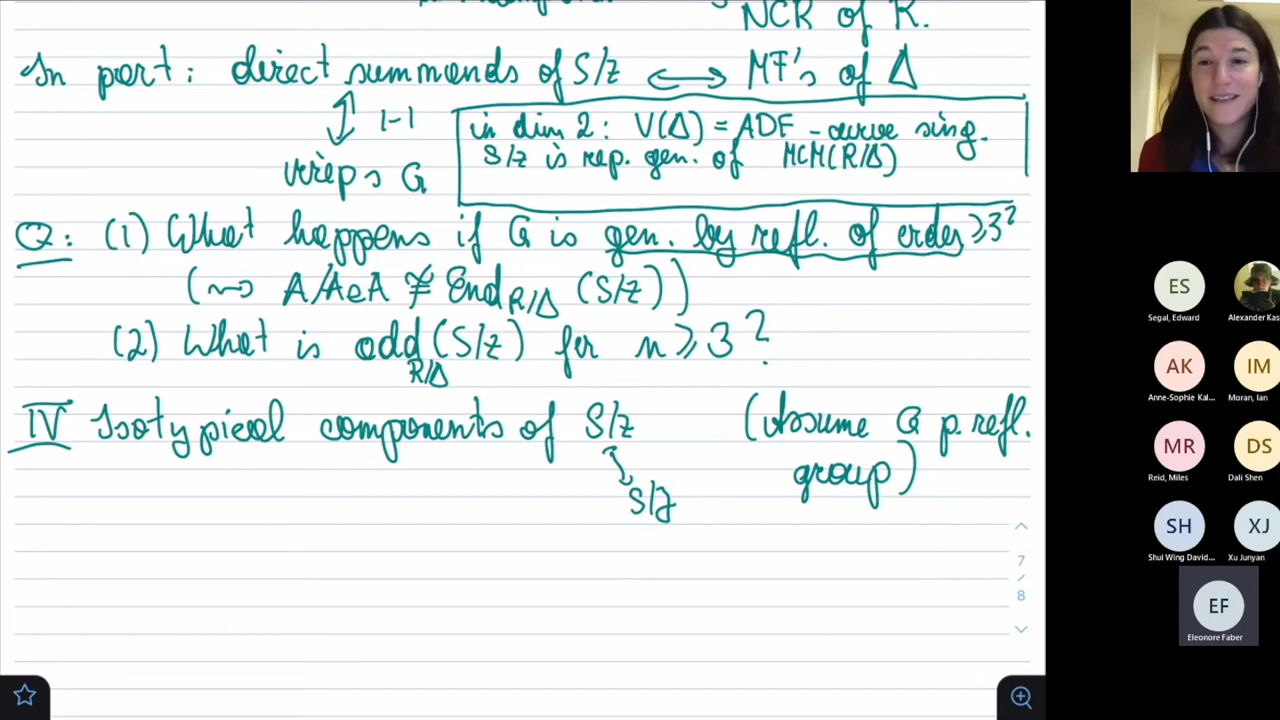 NCR of R.
In part: direct summands of S/z ⟷ MF's of Δ
↕ 1-1
irreps G
in dim 2: V(Δ) = ADE - curve sing.
S/z is rep. gen. of MCM(R/Δ)
Q: (1) What happens if G is gen. by refl. of order ≥3?
(⇝ A/AeA ≇ End_{R/Δ} (S/z))
(2) What is add_{R/Δ}(S/z) for n ≥ 3?
IV Isotypical components of S/z (Assume G p. refl. group)
S/J
7
/
8
ES
Segal, Edward
Alexander Kas
AK
Anne-Sophie Kal...
IM
Moran, Ian
MR
Reid, Miles
DS
Dali Shen
SH
Shui Wing David...
XJ
Xu Junyan
EF
Eleonore Faber